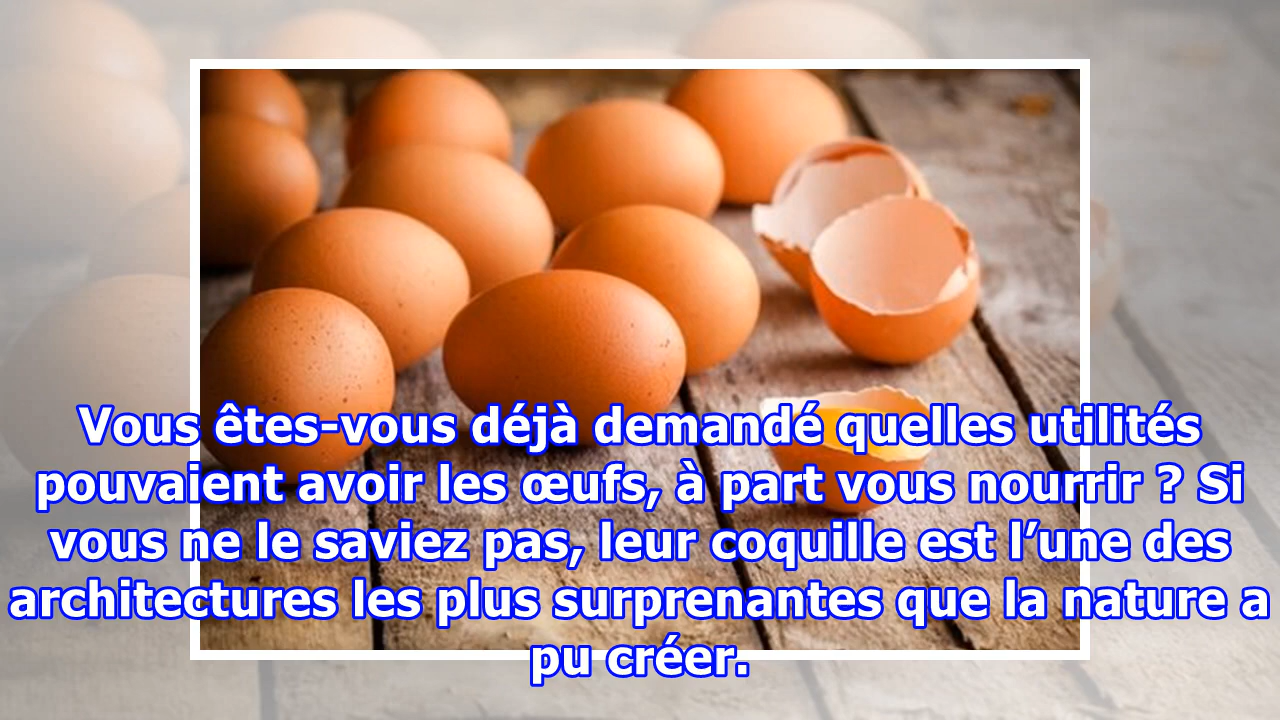 Vous êtes-vous déjà demandé quelles utilités
pouvaient avoir les œufs, à part vous nourrir ? Si
vous ne le saviez pas, leur coquille est l’une des
architectures les plus surprenantes que la nature a
pu créer.